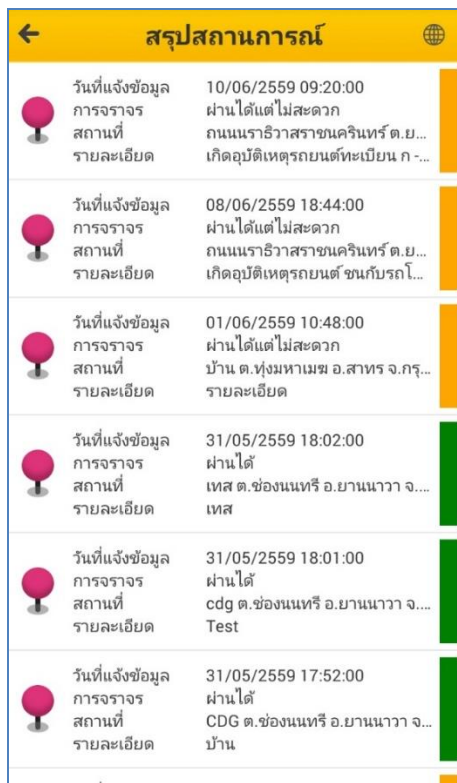 สรุปสถานการณ์
วันที่แจ้งข้อมูล 10/06/2559 09:20:00
การจราจร ผ่านได้แต่ไม่สะดวก
สถานที่ ถนนนราธิวาสราชนครินทร์ ต.ย...
รายละเอียด เกิดอุบัติเหตุรถยนต์ทะเบียน ก -...
วันที่แจ้งข้อมูล 08/06/2559 18:44:00
การจราจร ผ่านได้แต่ไม่สะดวก
สถานที่ ถนนนราธิวาสราชนครินทร์ ต.ย...
รายละเอียด เกิดอุบัติเหตุรถยนต์ ชนกับรถโ...
วันที่แจ้งข้อมูล 01/06/2559 10:48:00
การจราจร ผ่านได้แต่ไม่สะดวก
สถานที่ บ้าน ต.ทุ่งมหาเมฆ อ.สาทร จ.กรุ...
รายละเอียด รายละเอียด
วันที่แจ้งข้อมูล 31/05/2559 18:02:00
การจราจร ผ่านได้
สถานที่ เทส ต.ช่องนนทรี อ.ยานนาวา จ....
รายละเอียด เทส
วันที่แจ้งข้อมูล 31/05/2559 18:01:00
การจราจร ผ่านได้
สถานที่ cdg ต.ช่องนนทรี อ.ยานนาวา จ....
รายละเอียด Test
วันที่แจ้งข้อมูล 31/05/2559 17:52:00
การจราจร ผ่านได้
สถานที่ CDG ต.ช่องนนทรี อ.ยานนาวา จ...
รายละเอียด บ้าน